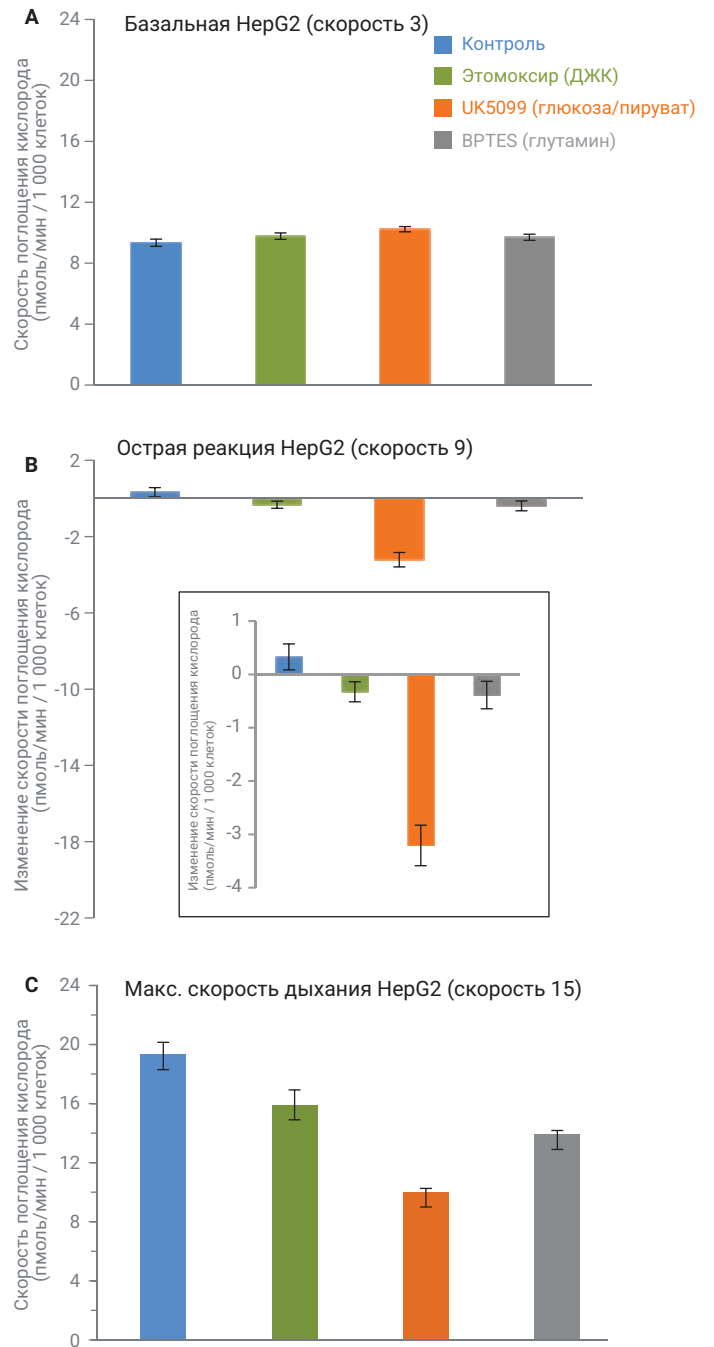 A
Базальная HepG2 (скорость 3)
Контроль
Этомоксир (ДЖК)
UK5099 (глюкоза/пируват)
BPTES (глутамин)
Скорость поглощения кислорода
(пмоль/мин / 1 000 клеток)
24
20
16
12
8
4
0
B
Острая реакция HepG2 (скорость 9)
Изменение скорости поглощения кислорода
(пмоль/мин / 1 000 клеток)
2
-2
-6
-10
-14
-18
-22
Изменение скорости поглощения кислорода
(пмоль/мин / 1 000 клеток)
1
0
-1
-2
-3
-4
C
Макс. скорость дыхания HepG2 (скорость 15)
Скорость поглощения кислорода
(пмоль/мин / 1 000 клеток)
24
20
16
12
8
4
0